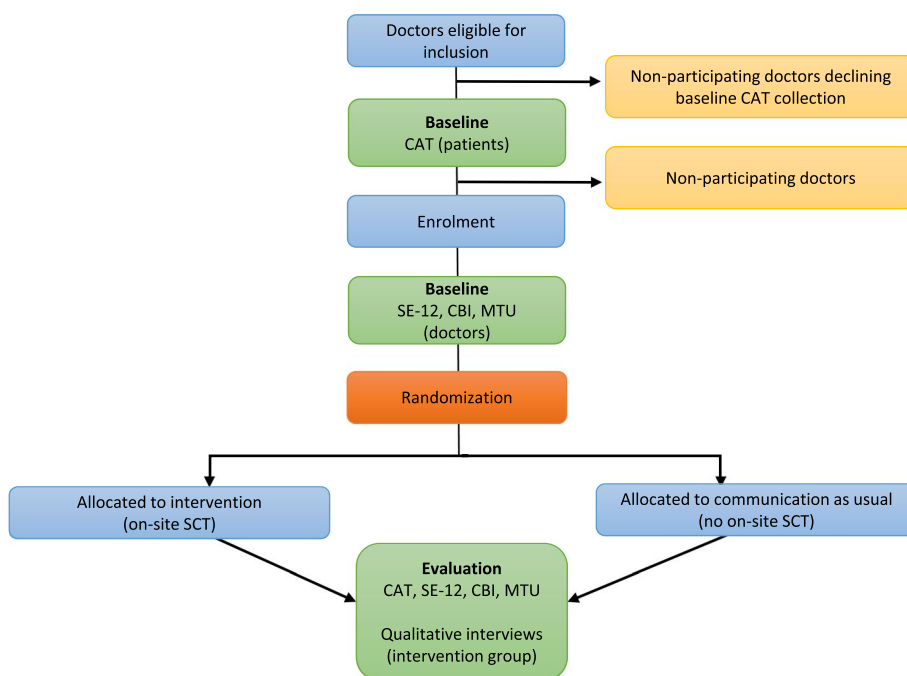 Doctors eligible for
inclusion
Non-participating doctors declining
baseline CAT collection
Baseline
CAT (patients)
Non-participating doctors
Enrolment
Baseline
SE-12, CBI, MTU
(doctors)
Randomization
Allocated to intervention
(on-site SCT)
Allocated to communication as usual
(no on-site SCT)
Evaluation
CAT, SE-12, CBI, MTU
Qualitative interviews
(intervention group)